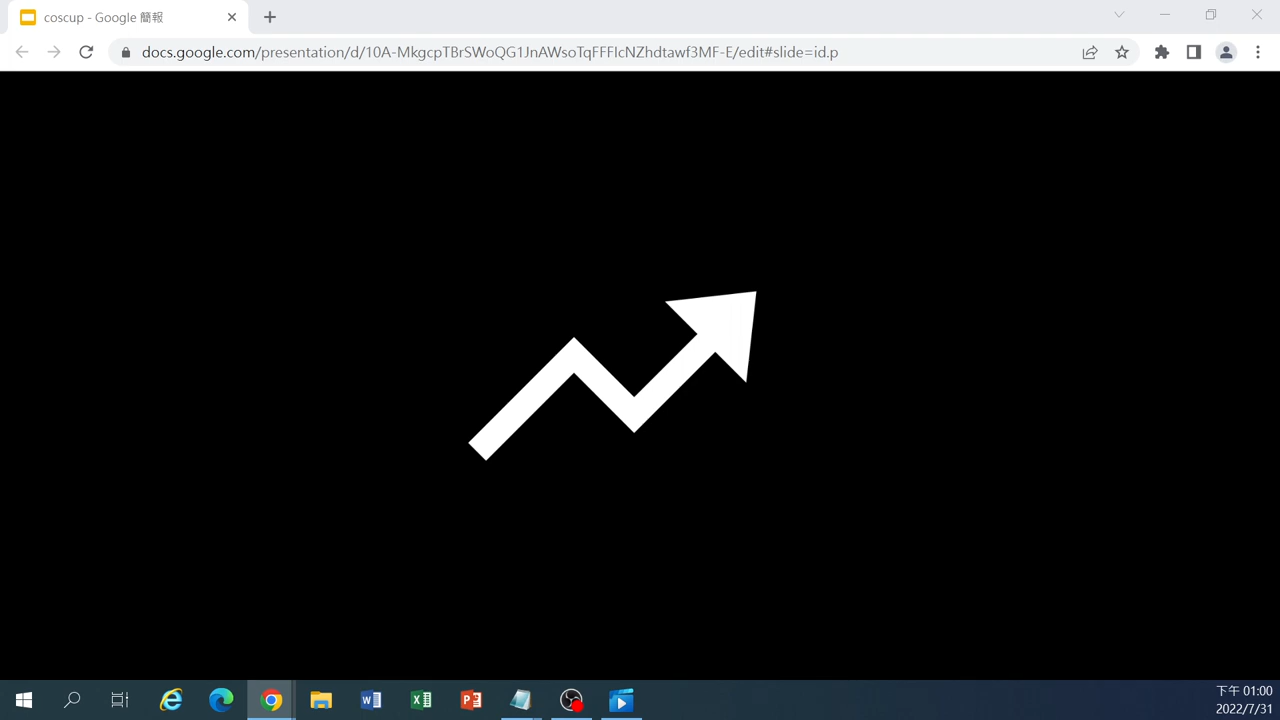 coscup - Google 簡報
docs.google.com/presentation/d/10A-MkgcpTBrSWoQG1JnAWsoTqFFFIcNZhdtawf3MF-E/edit#slide=id.p
下午 01:00
2022/7/31